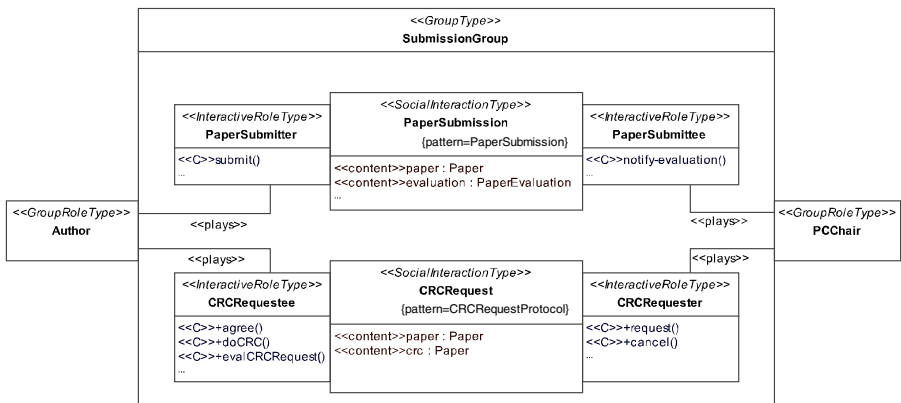 <<GroupType>>
SubmissionGroup
<<InteractiveRoleType>>
PaperSubmitter
<<C>>submit()
...
<<SocialInteractionType>>
PaperSubmission
{pattern=PaperSubmission}
<<content>>paper : Paper
<<content>>evaluation : PaperEvaluation
...
<<InteractiveRoleType>>
PaperSubmittee
<<C>>notify-evaluation()
...
<<GroupRoleType>>
Author
<<plays>>
<<plays>>
<<GroupRoleType>>
PCChair
<<plays>>
<<plays>>
<<InteractiveRoleType>>
CRCRequestee
<<C>>+agree()
<<C>>+doCRC()
<<C>>+evalCRCRequest()
...
<<SocialInteractionType>>
CRCRequest
{pattern=CRCRequestProtocol}
<<content>>paper : Paper
<<content>>crc : Paper
<<InteractiveRoleType>>
CRCRequester
<<C>>+request()
<<C>>+cancel()
...